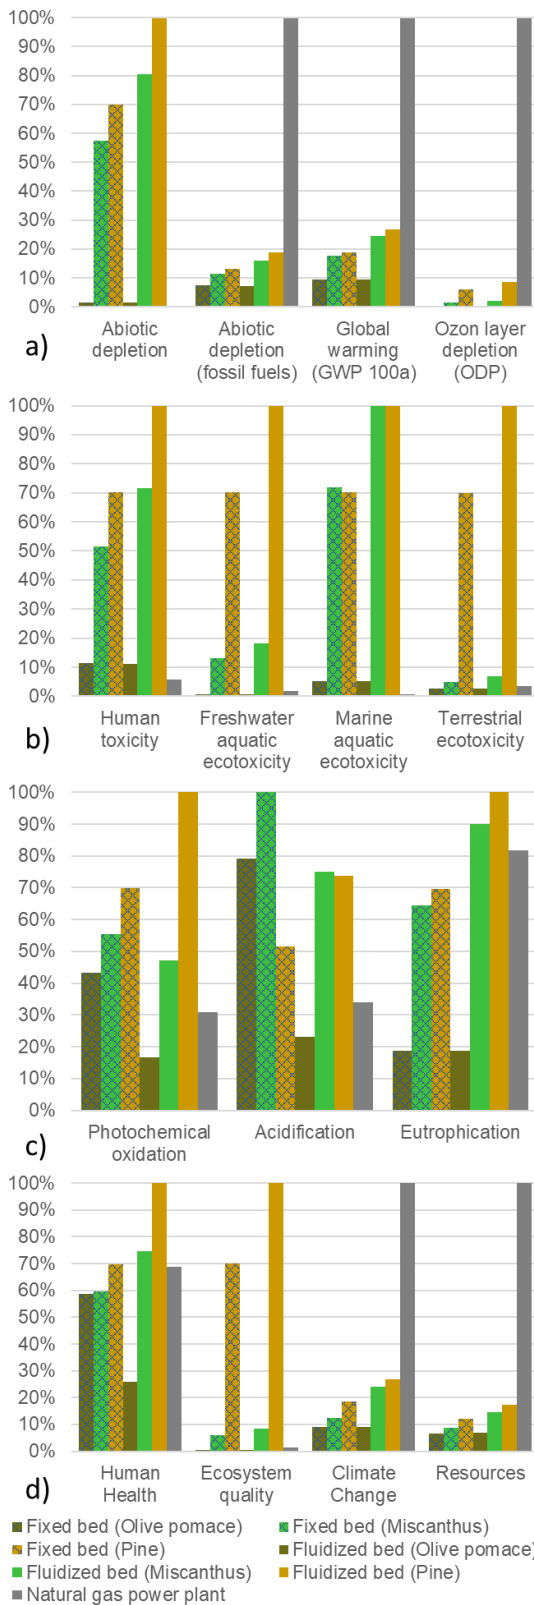 100%
90%
80%
70%
60%
50%
40%
30%
20%
10%
0%
a)
Abiotic depletion
Abiotic depletion (fossil fuels)
Global warming (GWP 100a)
Ozon layer depletion (ODP)
100%
90%
80%
70%
60%
50%
40%
30%
20%
10%
0%
b)
Human toxicity
Freshwater aquatic ecotoxicity
Marine aquatic ecotoxicity
Terrestrial ecotoxicity
100%
90%
80%
70%
60%
50%
40%
30%
20%
10%
0%
c)
Photochemical oxidation
Acidification
Eutrophication
100%
90%
80%
70%
60%
50%
40%
30%
20%
10%
0%
d)
Human Health
Ecosystem quality
Climate Change
Resources
Fixed bed (Olive pomace)
Fixed bed (Miscanthus)
Fixed bed (Pine)
Fluidized bed (Olive pomace)
Fluidized bed (Miscanthus)
Fluidized bed (Pine)
Natural gas power plant